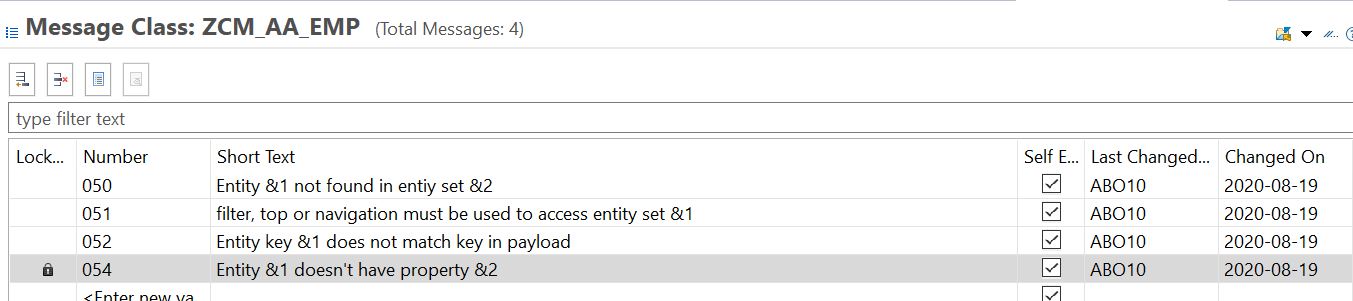 Message Class: ZCM_AA_EMP (Total Messages: 4)
type filter text
Lock... Number Short Text Self E... Last Changed... Changed On
050 Entity &1 not found in entiy set &2 ABO10 2020-08-19
051 filter, top or navigation must be used to access entity set &1 ABO10 2020-08-19
052 Entity key &1 does not match key in payload ABO10 2020-08-19
054 Entity &1 doesn't have property &2 ABO10 2020-08-19
<Enter new va...